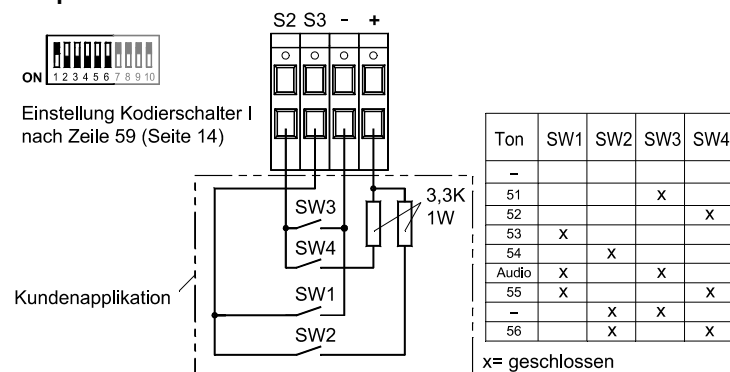 S2 S3 - +
ON 1 2 3 4 5 6 7 8 9 10
Einstellung Kodierschalter I
nach Zeile 59 (Seite 14)
3,3K
1W
SW3
SW4
SW1
SW2
Kundenapplikation
Ton SW1 SW2 SW3 SW4
–
51 x
52 x
53 x
54 x
Audio x x
55 x x
– x x
56 x x
x= geschlossen